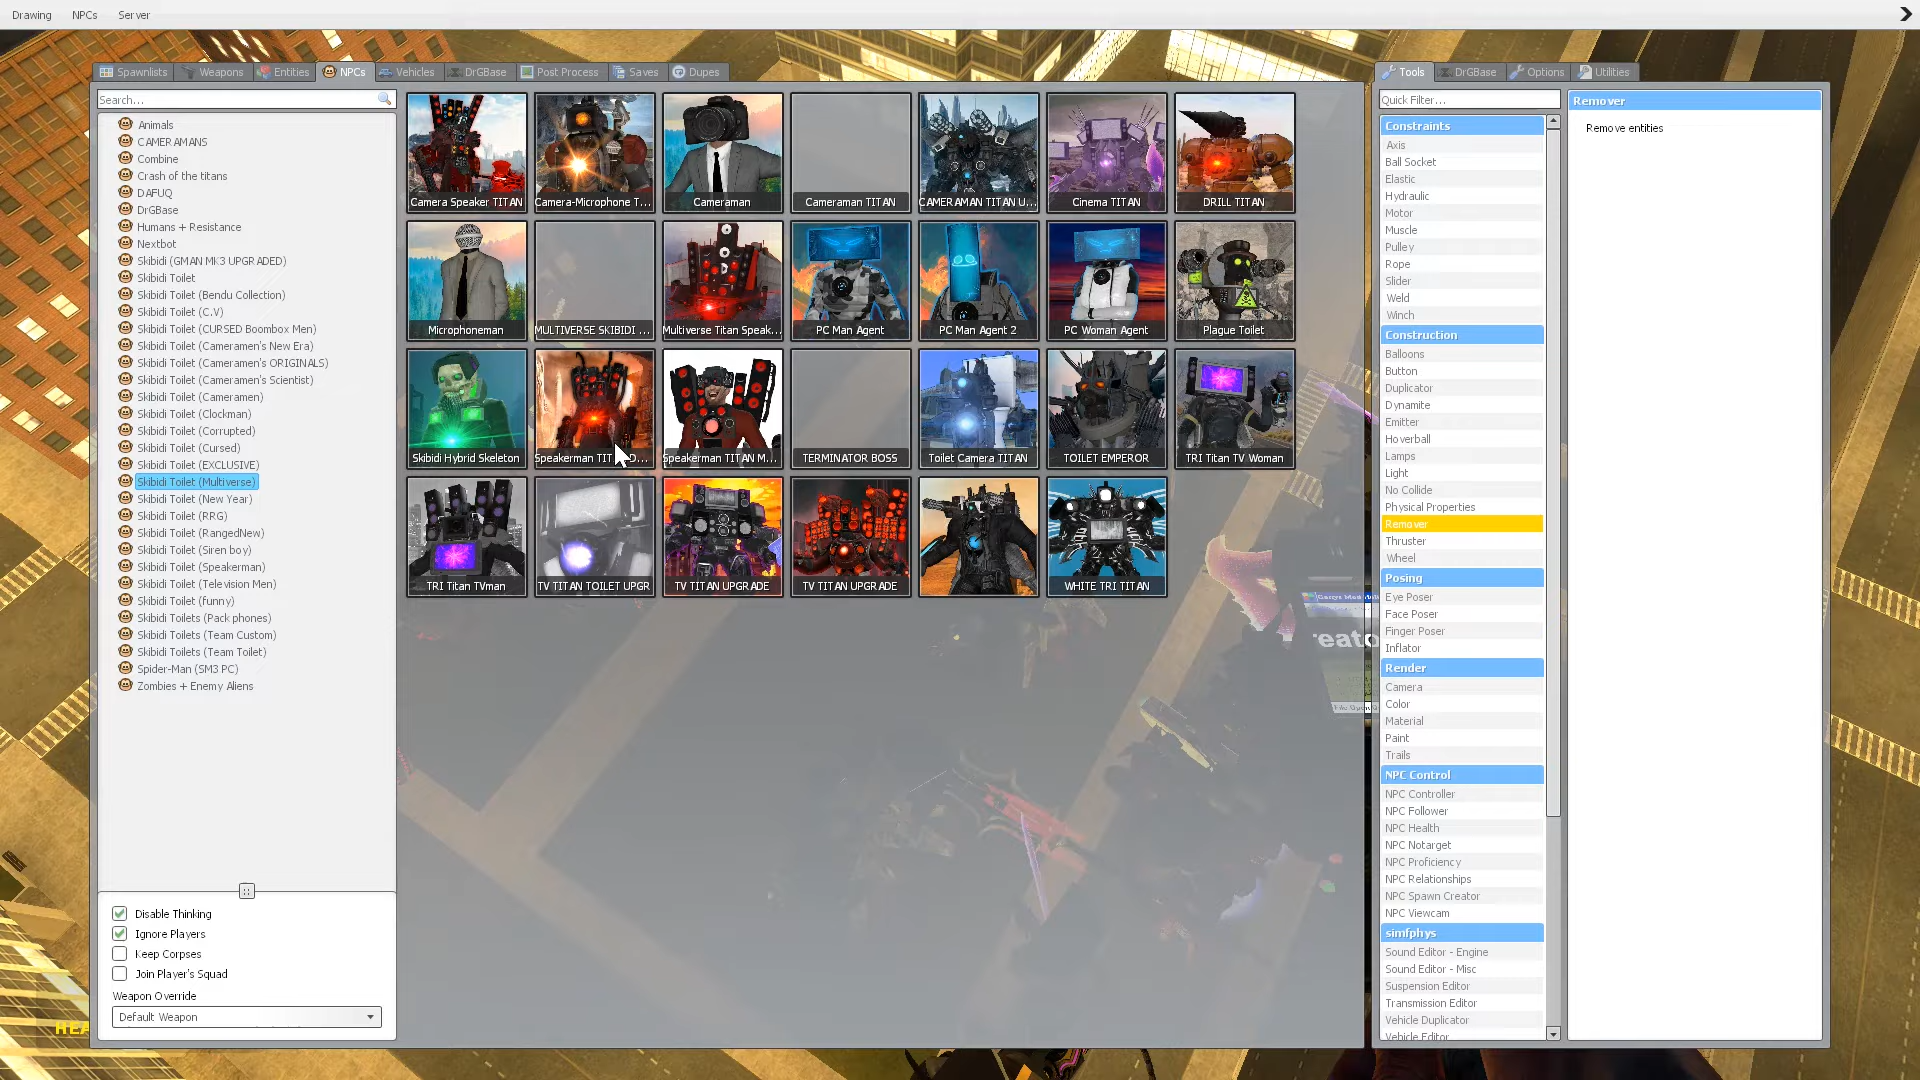 Drawing NPCs Server
Spawnlists Weapons Entities NPCs Vehicles DrGBase Post Process Saves Dupes
Search...
Animals
CAMERAMANS
Combine
Crash of the titans
DAFUQ
DrGBase
Humans + Resistance
Nextbot
Skibidi (GMAN MK3 UPGRADED)
Skibidi Toilet
Skibidi Toilet (Bendu Collection)
Skibidi Toilet (C.V)
Skibidi Toilet (CURSED Boombox Men)
Skibidi Toilet (Cameramen's New Era)
Skibidi Toilet (Cameramen's ORIGINALS)
Skibidi Toilet (Cameramen's Scientist)
Skibidi Toilet (Cameramen)
Skibidi Toilet (Clockman)
Skibidi Toilet (Corrupted)
Skibidi Toilet (Cursed)
Skibidi Toilet (EXCLUSIVE)
Skibidi Toilet (Multiverse)
Skibidi Toilet (New Year)
Skibidi Toilet (RRG)
Skibidi Toilet (RangedNew)
Skibidi Toilet (Siren boy)
Skibidi Toilet (Speakerman)
Skibidi Toilet (Television Men)
Skibidi Toilet (funny)
Skibidi Toilets (Pack phones)
Skibidi Toilets (Team Custom)
Skibidi Toilets (Team Toilet)
Spider-Man (SM3 PC)
Zombies + Enemy Aliens
Disable Thinking
Ignore Players
Keep Corpses
Join Player's Squad
Weapon Override
Default Weapon
Camera Speaker TITAN
Camera-Microphone T...
Cameraman
Cameraman TITAN
CAMERAMAN TITAN U...
Cinema TITAN
DRILL TITAN
Microphoneman
MULTIVERSE SKIBIDI ...
Multiverse Titan Speak...
PC Man Agent
PC Man Agent 2
PC Woman Agent
Plague Toilet
Skibidi Hybrid Skeleton
Speakerman TIT D...
Speakerman TITAN M...
TERMINATOR BOSS
Toilet Camera TITAN
TOILET EMPEROR
TRI Titan TV Woman
TRI Titan TVman
TV TITAN TOILET UPGR
TV TITAN UPGRADE
TV TITAN UPGRADE
WHITE TRI TITAN
Tools DrGBase Options Utilities
Quick Filter...
Constraints
Axis
Ball Socket
Elastic
Hydraulic
Motor
Muscle
Pulley
Rope
Slider
Weld
Winch
Construction
Balloons
Button
Duplicator
Dynamite
Emitter
Hoverball
Lamps
Light
No Collide
Physical Properties
Remover
Thruster
Wheel
Posing
Eye Poser
Face Poser
Finger Poser
Inflator
Render
Camera
Color
Material
Paint
Trails
NPC Control
NPC Controller
NPC Follower
NPC Health
NPC Notarget
NPC Proficiency
NPC Relationships
NPC Spawn Creator
NPC Viewcam
simfphys
Sound Editor - Engine
Sound Editor - Misc
Suspension Editor
Transmission Editor
Vehicle Duplicator
Vehicle Editor
Remover
Remove entities
reato
HEA